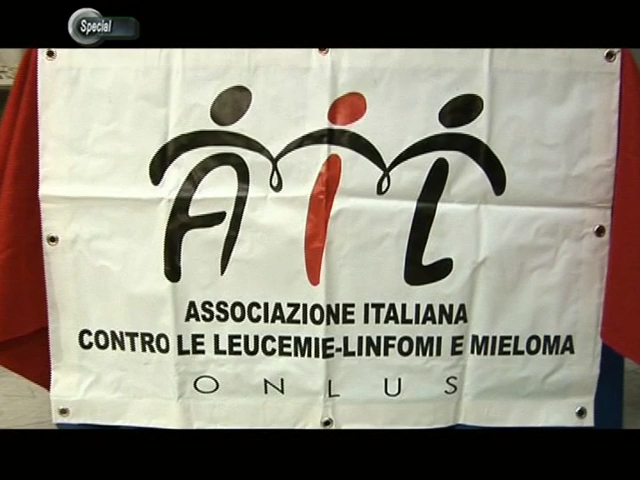 Special
AIL
ASSOCIAZIONE ITALIANA
CONTRO LE LEUCEMIE-LINFOMI E MIELOMA
ONLUS